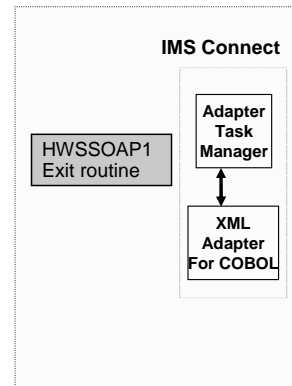 IMS Connect
HWSSOAP1
Exit routine
Adapter
Task
Manager
XML
Adapter
For COBOL